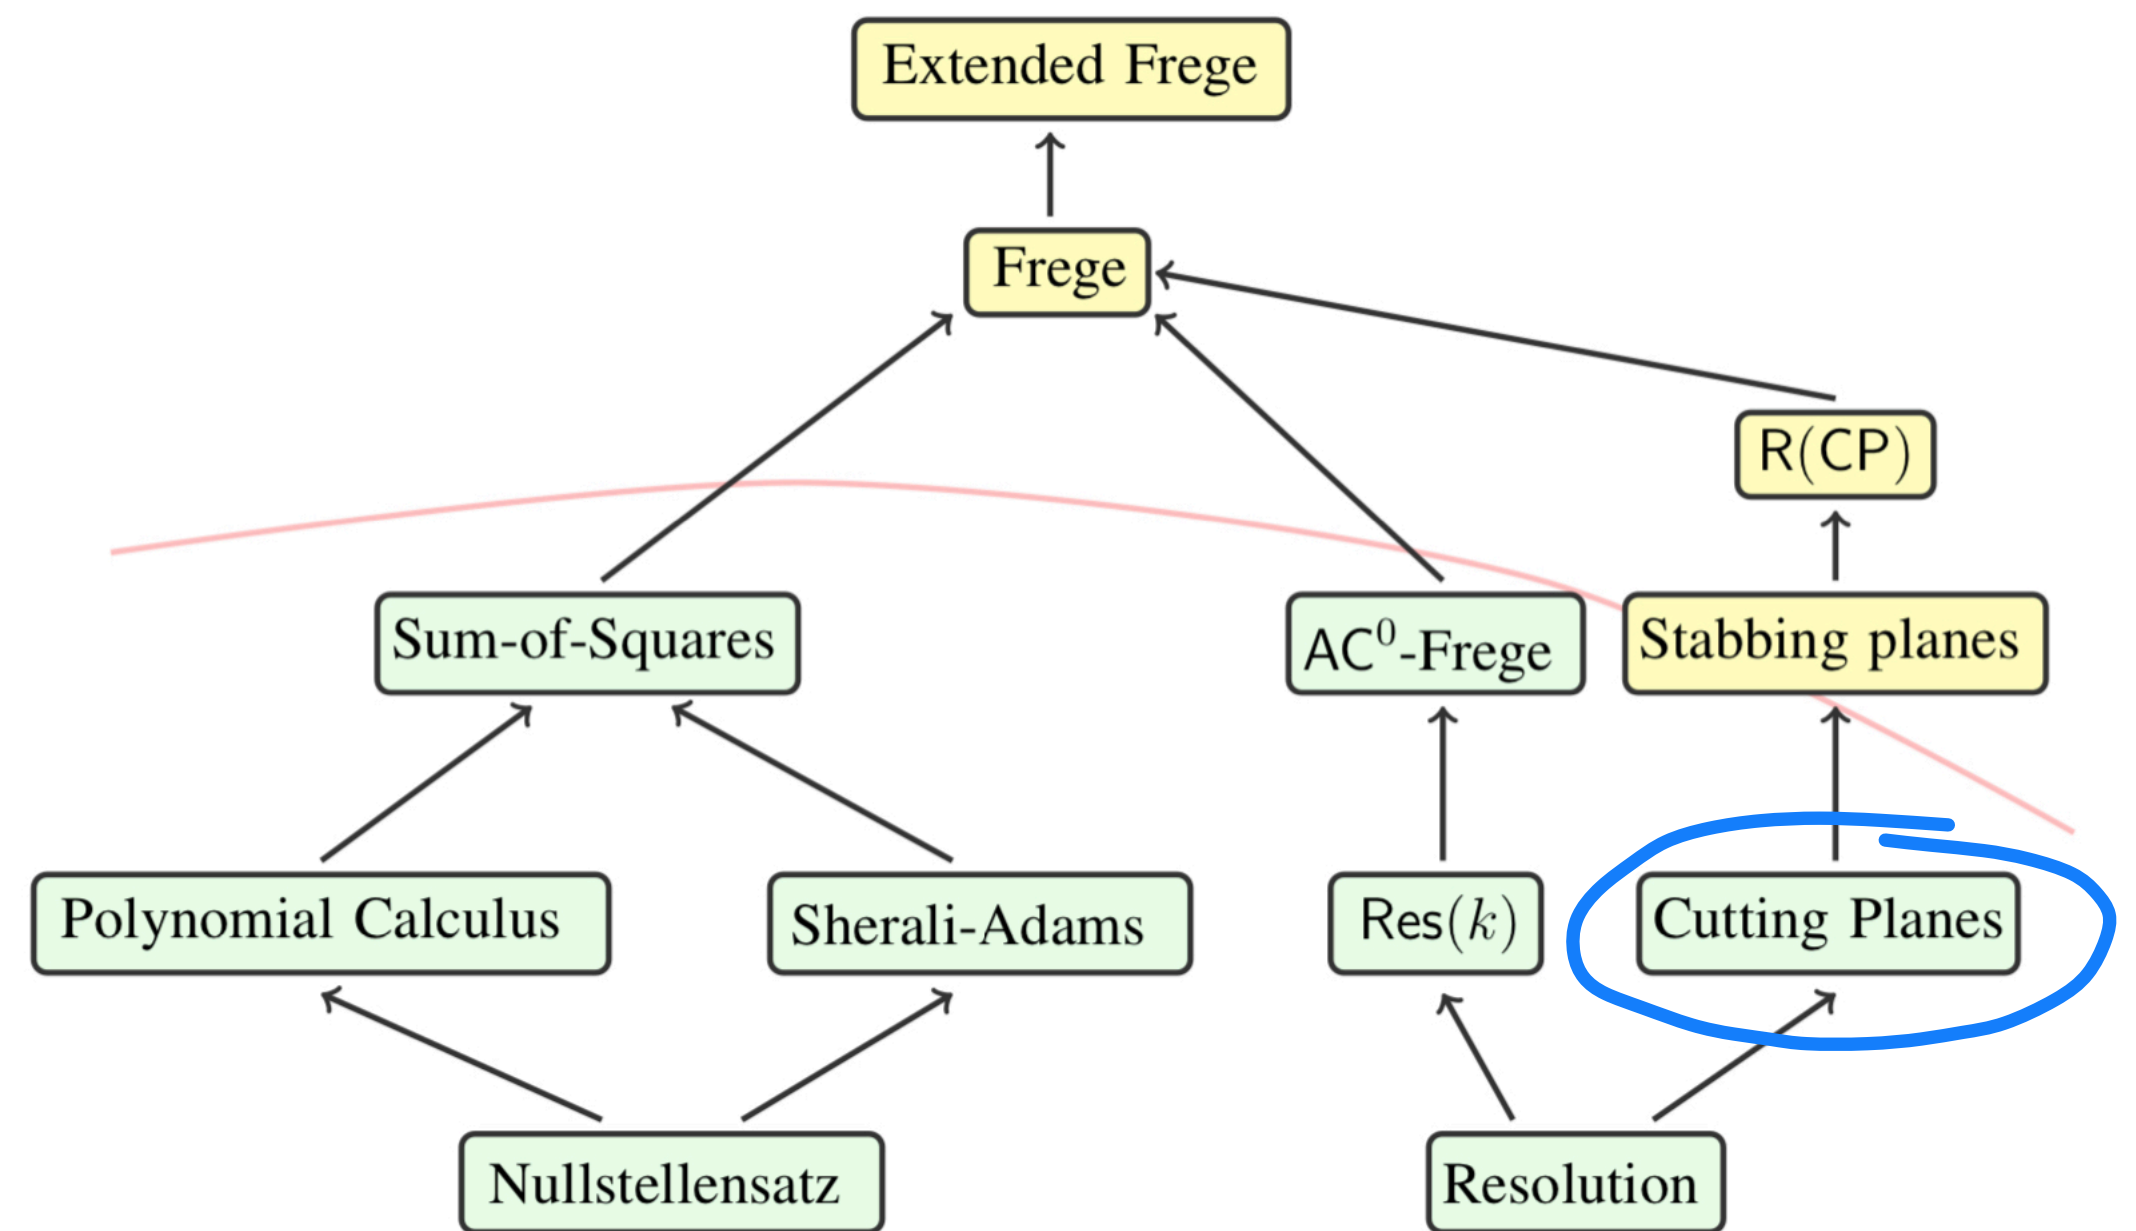 Extended Frege
Frege
R(CP)
Sum-of-Squares
AC⁰-Frege
Stabbing planes
Polynomial Calculus
Sherali-Adams
Res(k)
Cutting Planes
Nullstellensatz
Resolution